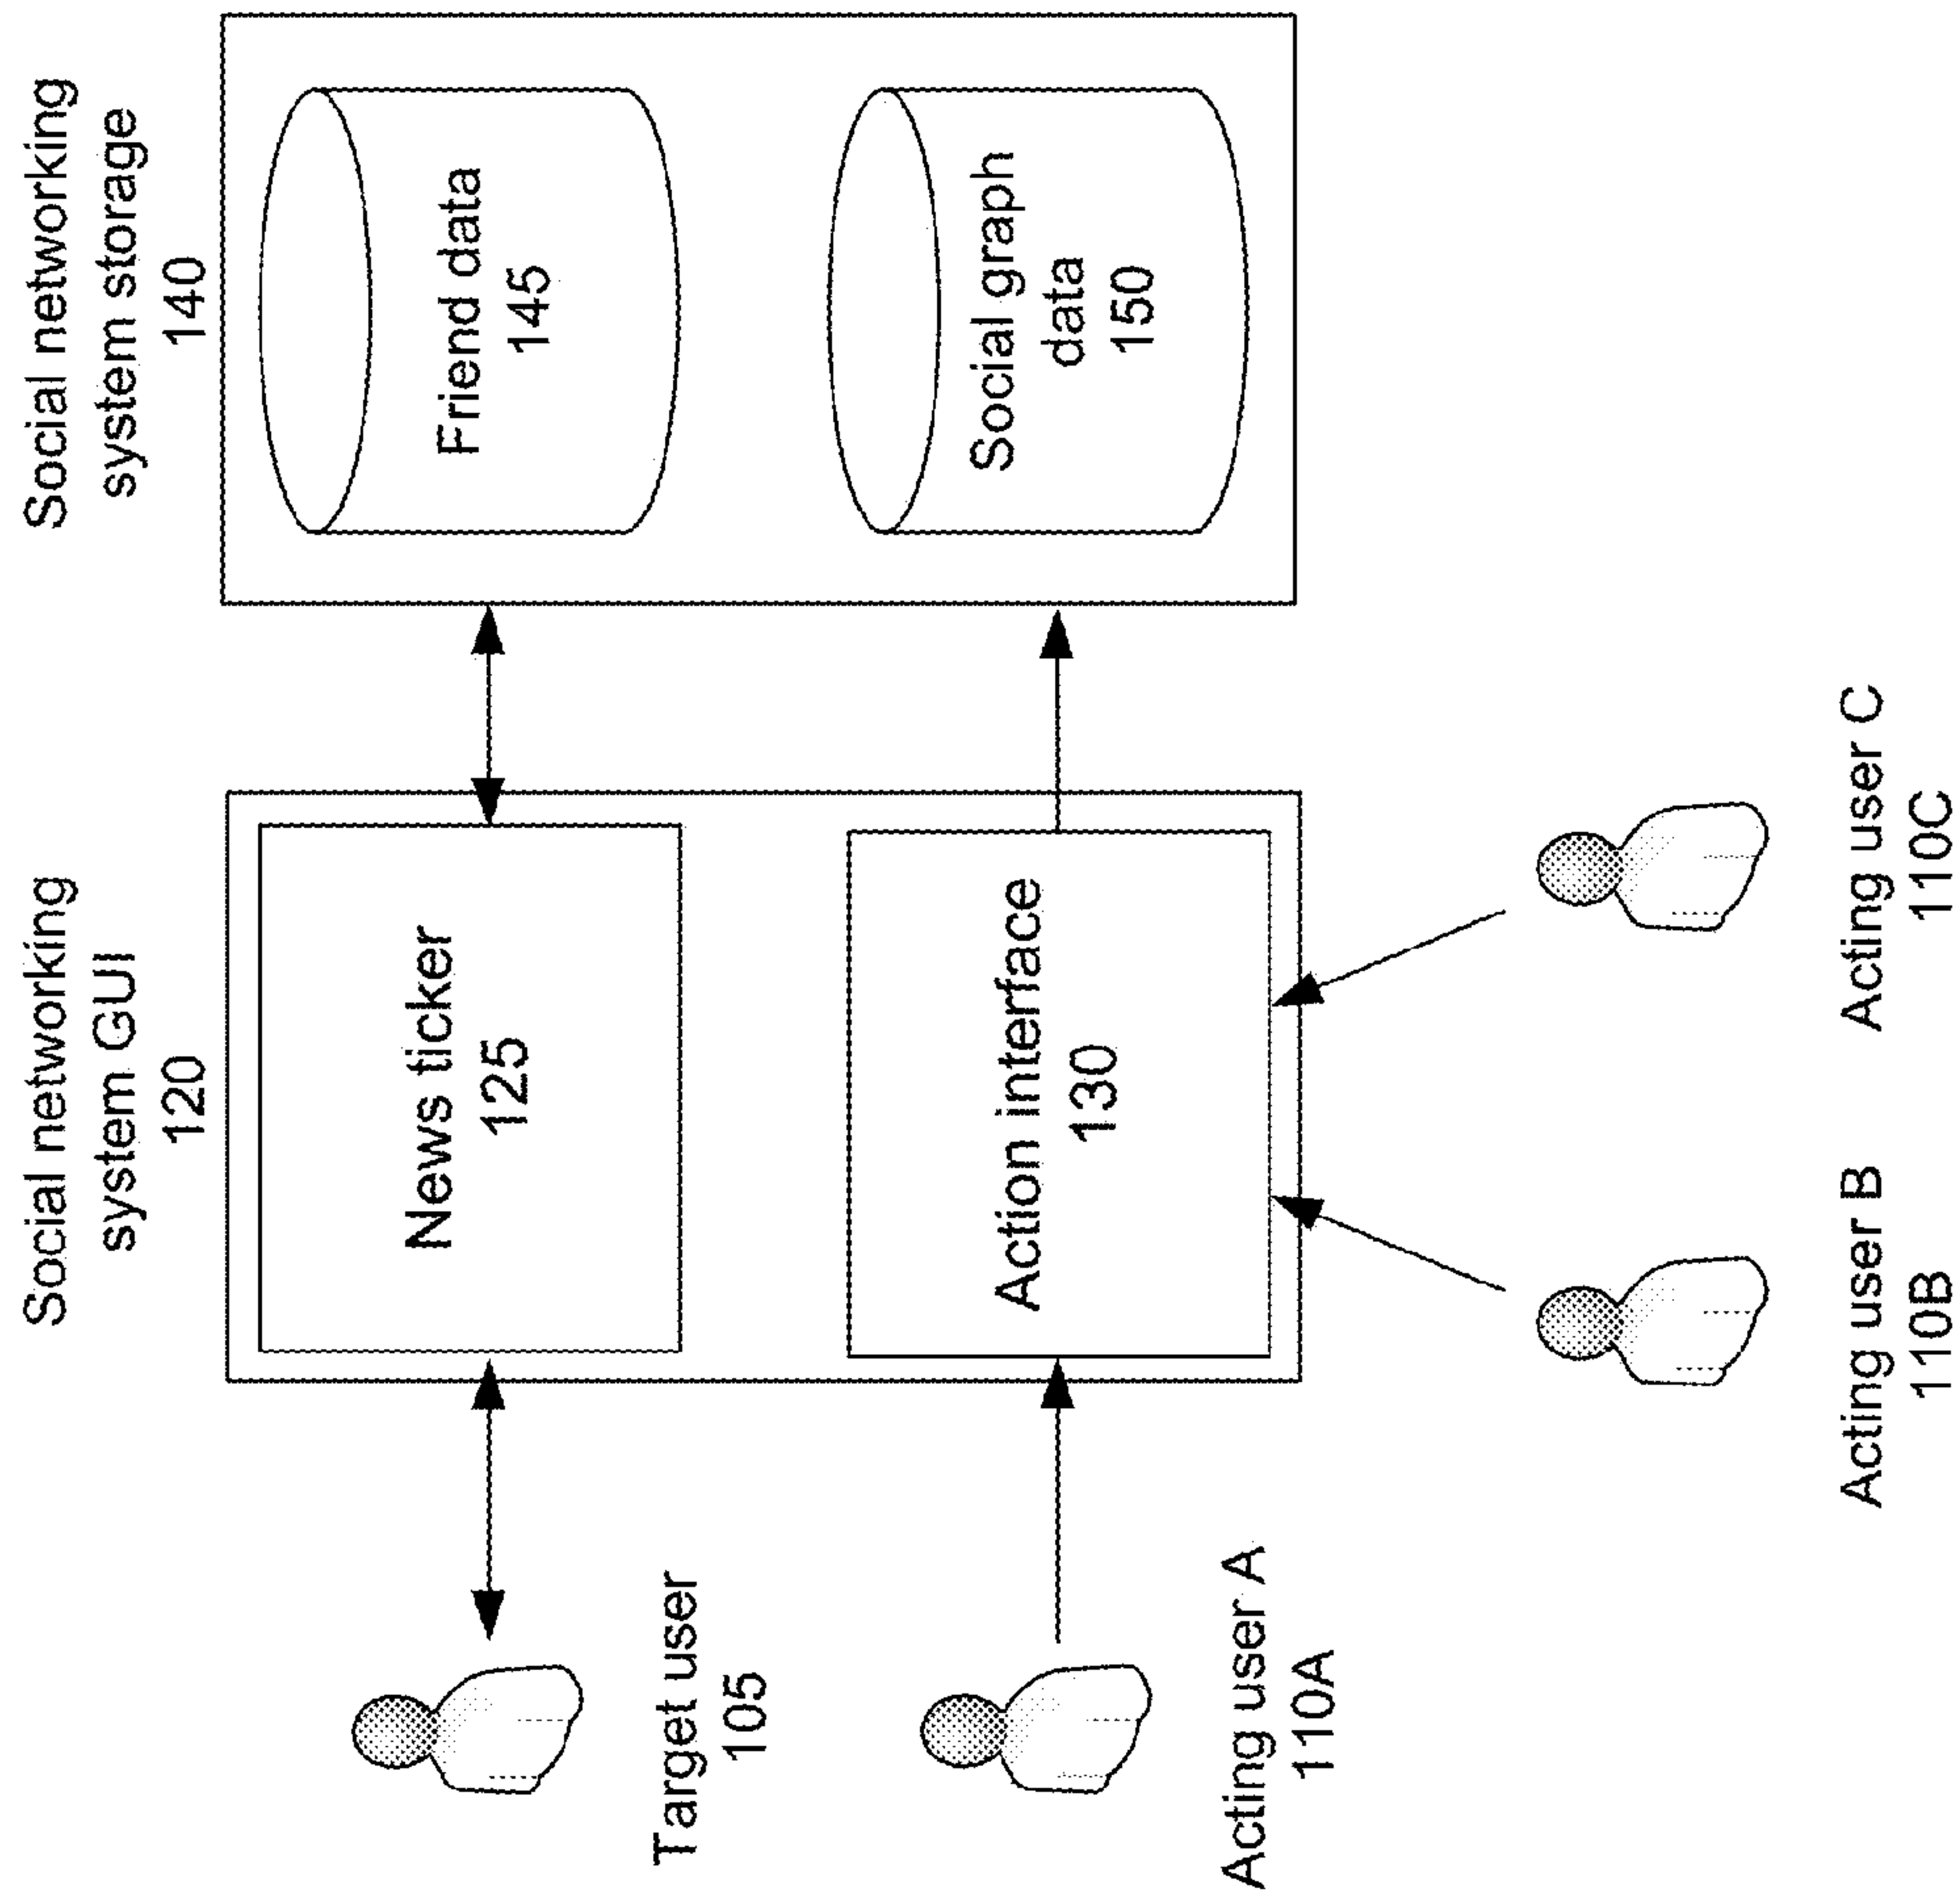 Social networking
system GUI
120
Social networking
system storage
140
Target user
105
News ticker
125
Friend data
145
Acting user A
110A
Action interface
130
Social graph
data
150
Acting user B
110B
Acting user C
110C